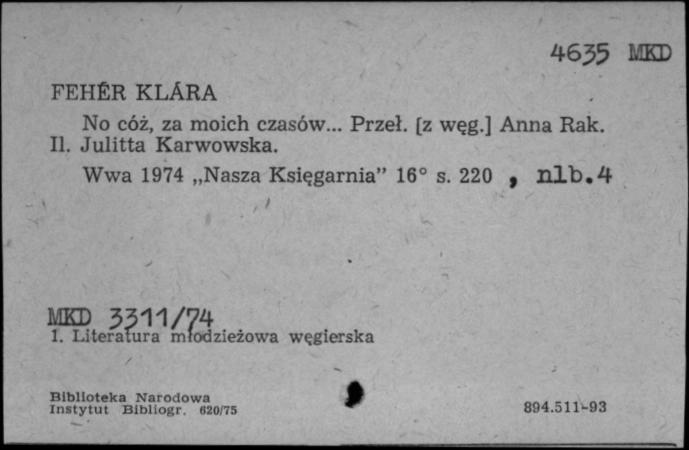 4635 MKD
FEHÉR KLÁRA
No cóż, za moich czasów... Przeł. [z węg.] Anna Rak.
Il. Julitta Karwowska.
Wwa 1974 „Nasza Księgarnia” 16° s. 220 , nlb.4
MKD 3311/74
1. Literatura młodzieżowa węgierska
Biblioteka Narodowa
Instytut Bibliogr. 620/75
894.511-93